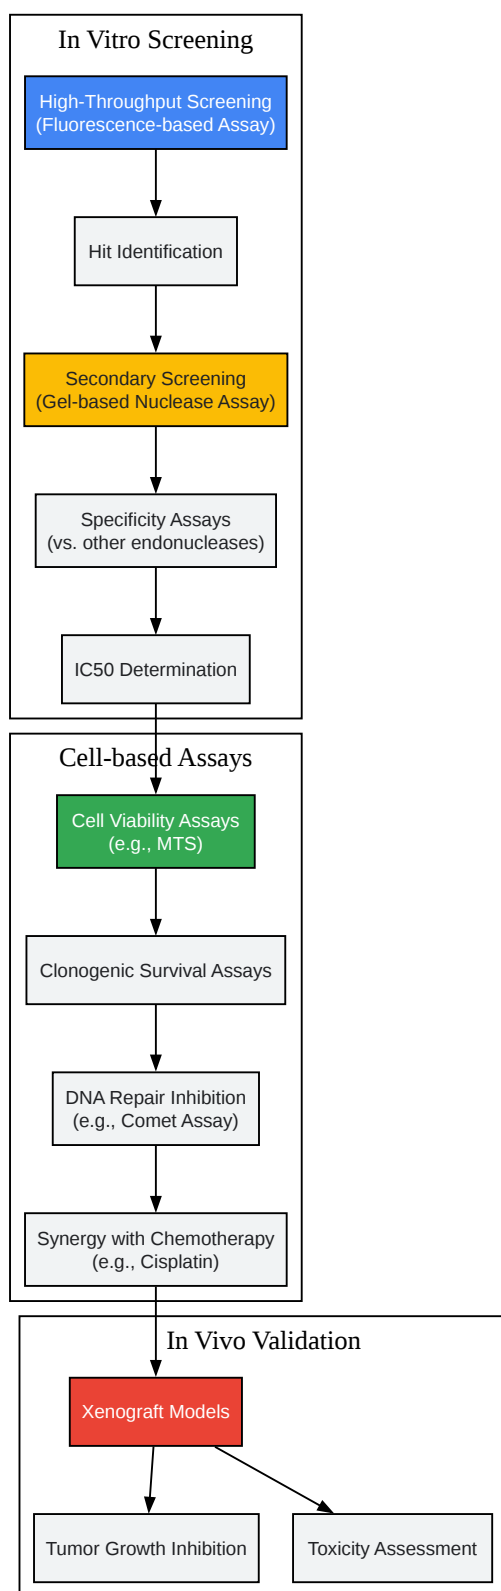 In Vitro Screening
High-Throughput Screening
(Fluorescence-based Assay)
Hit Identification
Secondary Screening
(Gel-based Nuclease Assay)
Specificity Assays
(vs. other endonucleases)
IC50 Determination
Cell-based Assays
Cell Viability Assays
(e.g., MTS)
Clonogenic Survival Assays
DNA Repair Inhibition
(e.g., Comet Assay)
Synergy with Chemotherapy
(e.g., Cisplatin)
In Vivo Validation
Xenograft Models
Tumor Growth Inhibition
Toxicity Assessment